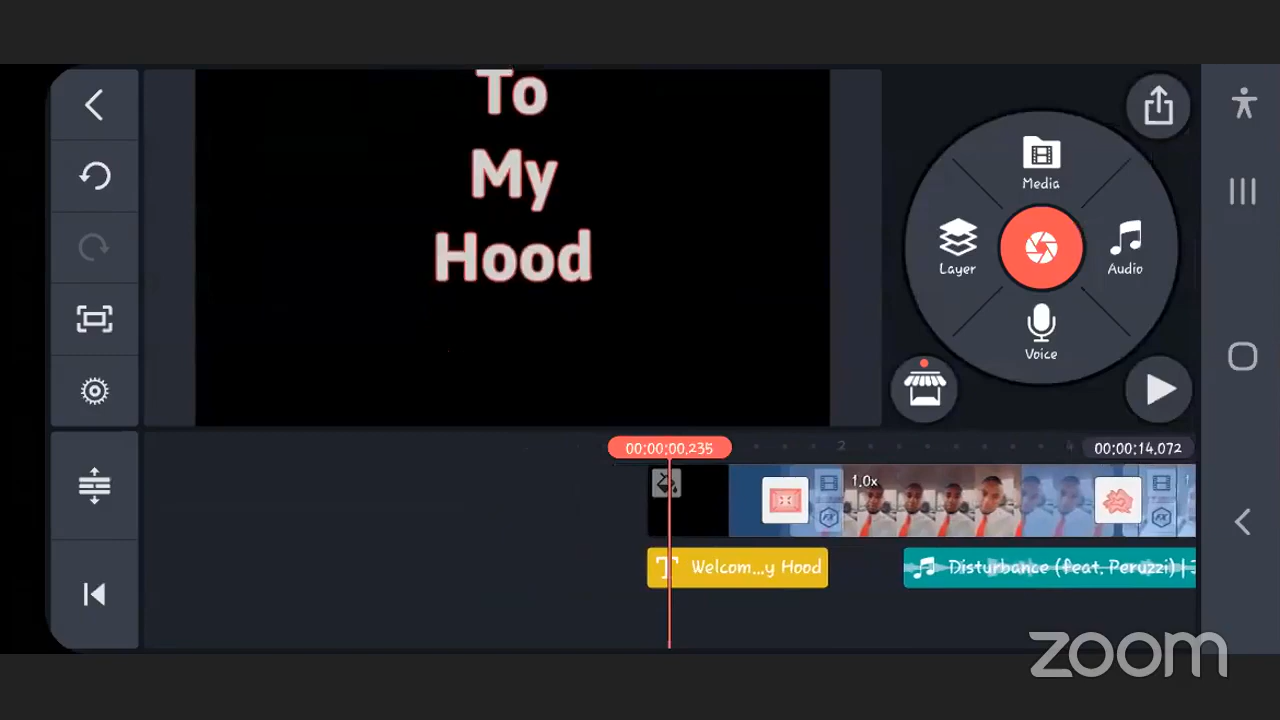 To
My
Hood
Media
Layer
Audio
Voice
00:00:00.235
2
4
00:00:14.072
1.0x
Welcom...y Hood
Disturbance (feat. Peruzzi) |
zoom